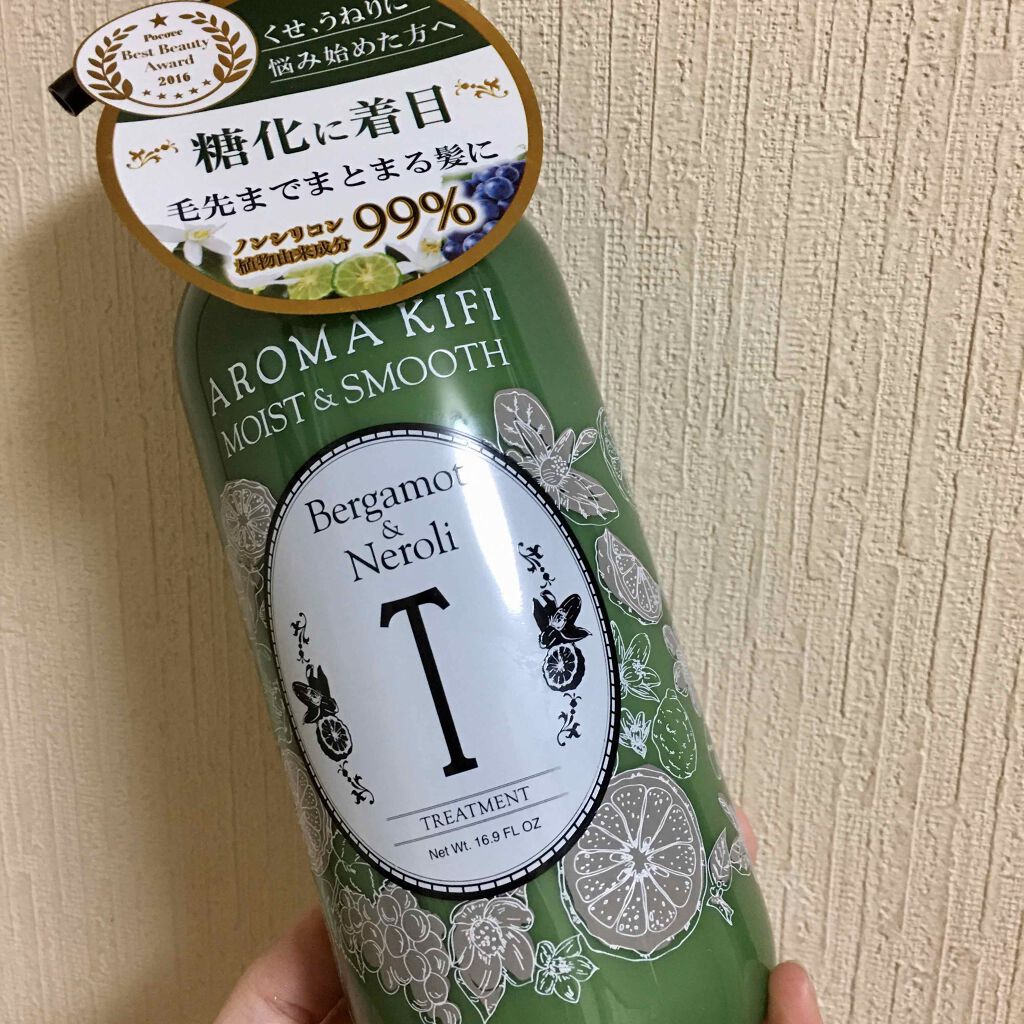 Pococe
Best Beauty
Award
2016
くせ、うねりに
悩み始めた方へ
糖化に着目
毛先までまとまる髪に
ノンシリコン
植物由来成分 99%
AROMA KIFI
MOIST & SMOOTH
Bergamot
&
Neroli
T
TREATMENT
Net Wt. 16.9 FL OZ